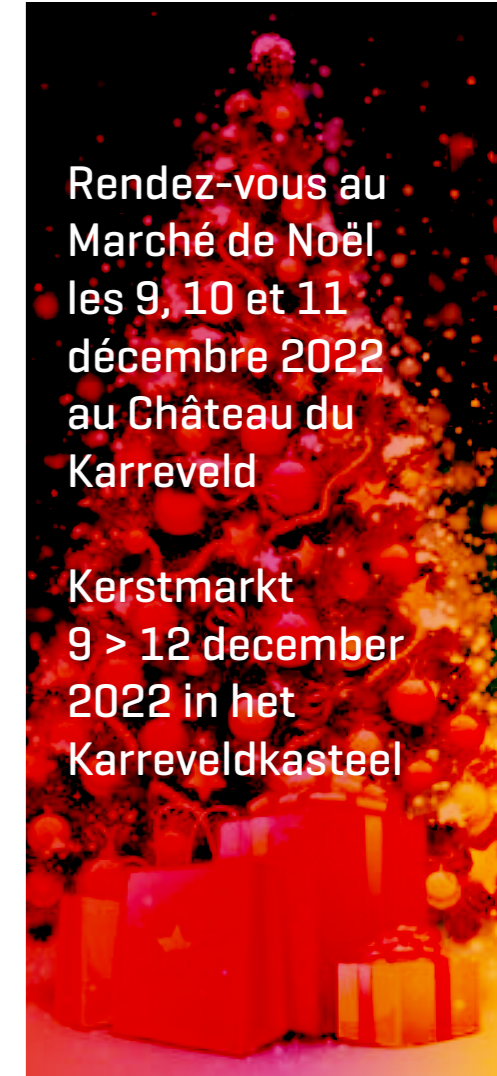 Rendez-vous au
Marché de Noël
les 9, 10 et 11
décembre 2022
au Château du
Karreveld
Kerstmarkt
9 > 12 december
2022 in het
Karreveldkasteel